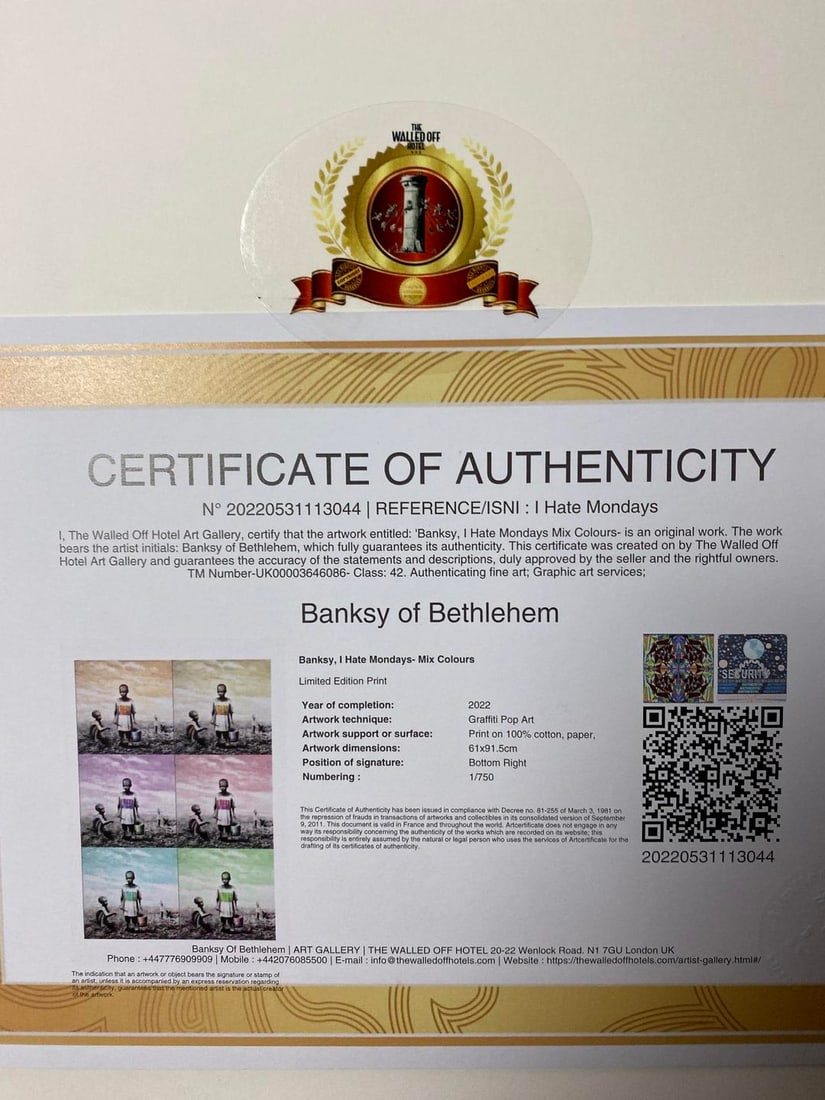 THE
WALLED OFF
HOTEL
CERTIFICATE OF AUTHENTICITY
N° 20220531113044 | REFERENCE/ISNI : I Hate Mondays
I, The Walled Off Hotel Art Gallery, certify that the artwork entitled: 'Banksy, I Hate Mondays Mix Colours- is an original work. The work
bears the artist initials: Banksy of Bethlehem, which fully guarantees its authenticity. This certificate was created on by The Walled Off
Hotel Art Gallery and guarantees the accuracy of the statements and descriptions, duly approved by the seller and the rightful owners.
TM Number-UK00003646086- Class: 42. Authenticating fine art; Graphic art services;
Banksy of Bethlehem
Banksy, I Hate Mondays- Mix Colours
Limited Edition Print
Year of completion: 2022
Artwork technique: Graffiti Pop Art
Artwork support or surface: Print on 100% cotton, paper,
Artwork dimensions: 61x91.5cm
Position of signature: Bottom Right
Numbering : 1/750
SECURITY
This Certificate of Authenticity has been issued in compliance with Decree no. 81-255 of March 3, 1981 on
the repression of frauds in transactions of artworks and collectibles in its consolidated version of September
9, 2011. This document is valid in France and throughout the world. Artcertificate does not engage in any
way its responsibility concerning the authenticity of the works which are recorded on its website; this
responsibility is entirely assumed by the natural or legal person who uses the services of Artcertificate for the
drafting of its certificates of authenticity.
20220531113044
Banksy Of Bethlehem | ART GALLERY | THE WALLED OFF HOTEL 20-22 Wenlock Road. N1 7GU London UK
Phone : +447776909909 | Mobile : +442076085500 | E-mail : info@thewalledoffhotels.com | Website : https://thewalledoffhotels.com/artist-gallery.html#/
The indication that an artwork or object bears the signature or stamp of
an artist, unless it is accompanied by an express reservation regarding
its authenticity, guarantees that the mentioned artist is the actual creator
of the artwork.